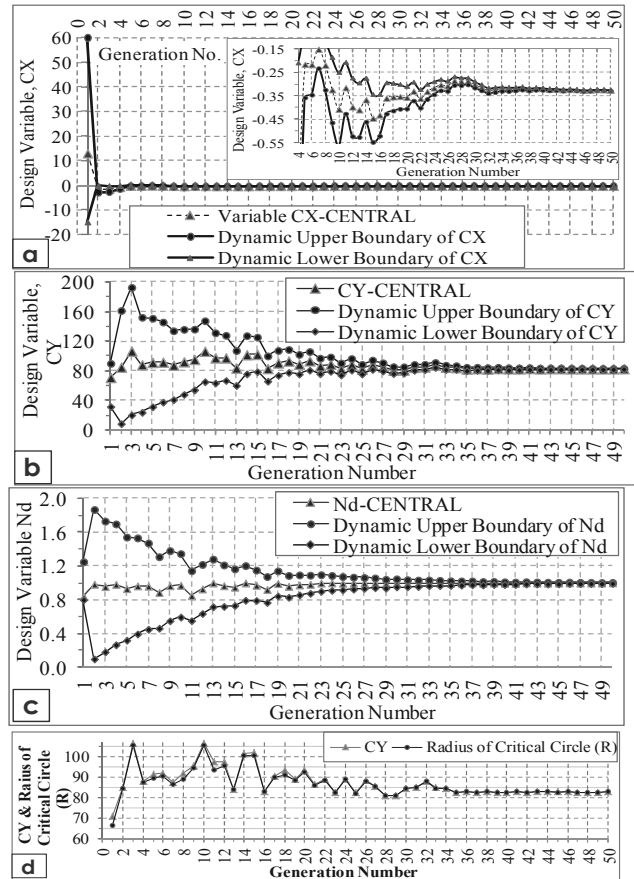 0 2 4 6 8 10 12 14 16 18 20 22 24 26 28 30 32 34 36 38 40 42 44 46 48 50
Generation No.
Design Variable, CX
60
50
40
30
20
10
0
-10
-20
Design Variable, CX
-0.15
-0.25
-0.35
-0.45
-0.55
4 6 8 10 12 14 16 18 20 22 24 26 28 30 32 34 36 38 40 42 44 46 48 50
Generation Number
Variable CX-CENTRAL
Dynamic Upper Boundary of CX
Dynamic Lower Boundary of CX
a
Design Variable,
CY
200
160
120
80
40
0
CY-CENTRAL
Dynamic Upper Boundary of CY
Dynamic Lower Boundary of CY
1 3 5 7 9 11 13 15 17 19 21 23 25 27 29 31 33 35 37 39 41 43 45 47 49
Generation Number
b
Design Variable Nd
2.0
1.6
1.2
0.8
0.4
0.0
Nd-CENTRAL
Dynamic Upper Boundary of Nd
Dynamic Lower Boundary of Nd
1 3 5 7 9 11 13 15 17 19 21 23 25 27 29 31 33 35 37 39 41 43 45 47 49
Generation Number
c
CY & Raius of
Critical Circle
(R)
100
90
80
70
60
CY
Radius of Critical Circle (R)
0 2 4 6 8 10 12 14 16 18 20 22 24 26 28 30 32 34 36 38 40 42 44 46 48 50
Generation Number
d